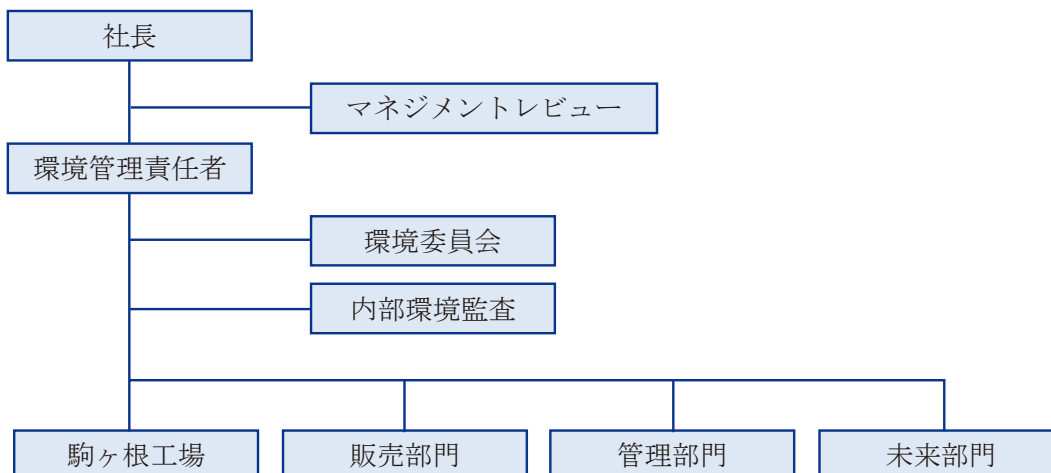 社長
マネジメントレビュー
環境管理責任者
環境委員会
内部環境監査
駒ヶ根工場
販売部門
管理部門
未来部門